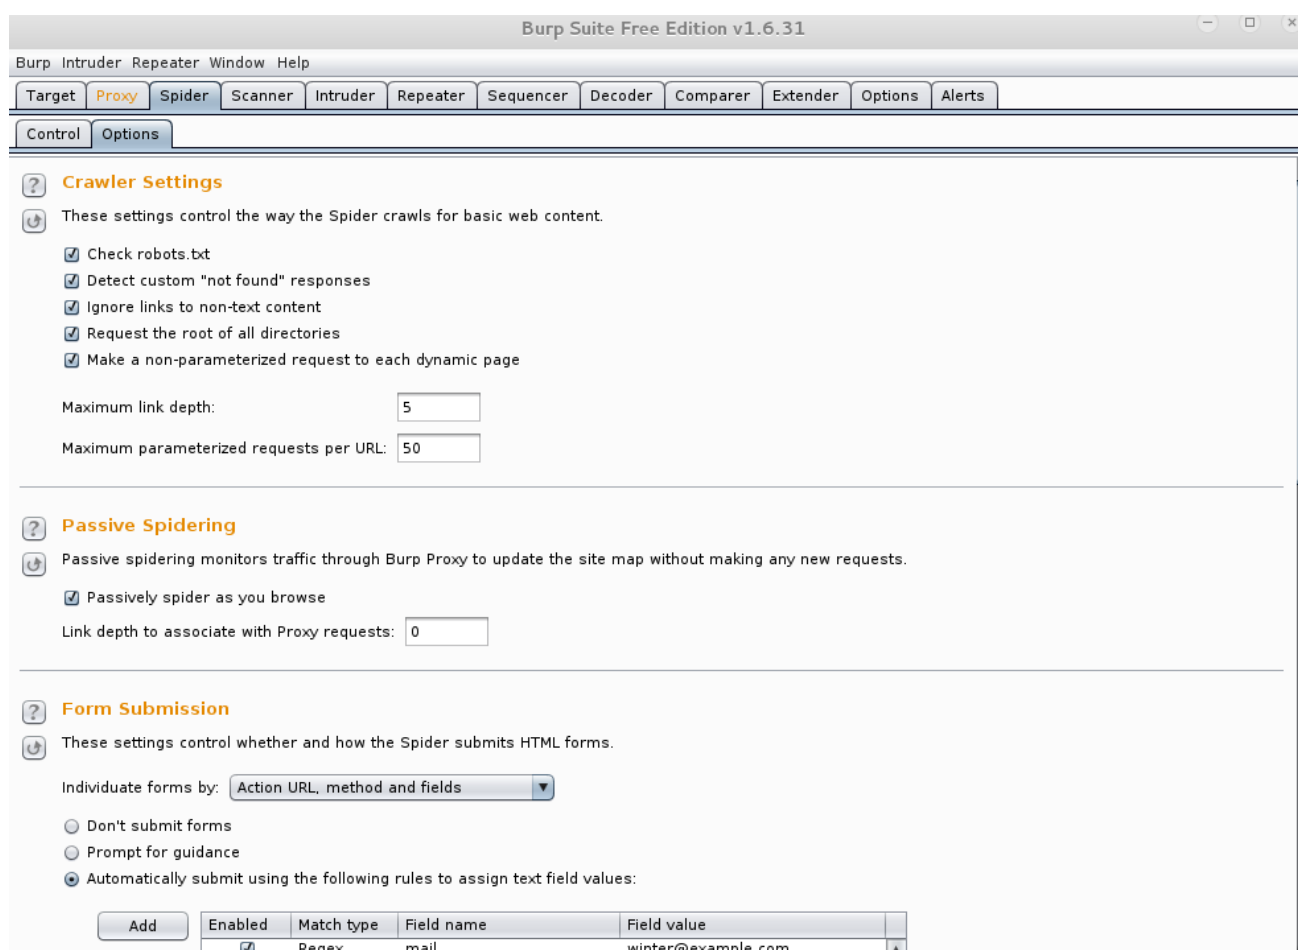 Burp Suite Free Edition v1.6.31
Burp Intruder Repeater Window Help
Target Proxy Spider Scanner Intruder Repeater Sequencer Decoder Comparer Extender Options Alerts
Control Options
? Crawler Settings
These settings control the way the Spider crawls for basic web content.
Check robots.txt
Detect custom "not found" responses
Ignore links to non-text content
Request the root of all directories
Make a non-parameterized request to each dynamic page
Maximum link depth: 5
Maximum parameterized requests per URL: 50
? Passive Spidering
Passive spidering monitors traffic through Burp Proxy to update the site map without making any new requests.
Passively spider as you browse
Link depth to associate with Proxy requests: 0
? Form Submission
These settings control whether and how the Spider submits HTML forms.
Individuate forms by: Action URL, method and fields
Don't submit forms
Prompt for guidance
Automatically submit using the following rules to assign text field values:
Add Enabled Match type Field name Field value
Regex mail winter@example.com